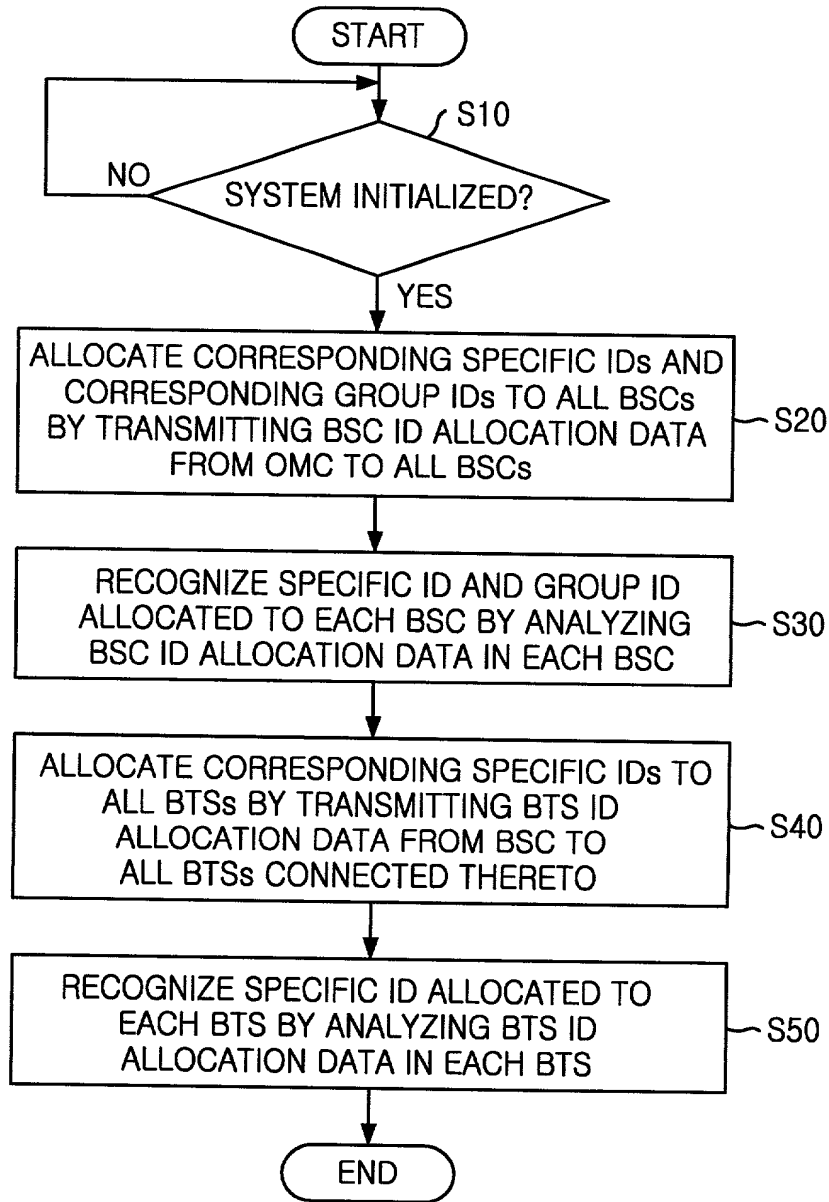 START
S10
NO
SYSTEM INITIALIZED?
YES
ALLOCATE CORRESPONDING SPECIFIC IDs AND
CORRESPONDING GROUP IDs TO ALL BSCs
BY TRANSMITTING BSC ID ALLOCATION DATA
FROM OMC TO ALL BSCs
S20
RECOGNIZE SPECIFIC ID AND GROUP ID
ALLOCATED TO EACH BSC BY ANALYZING
BSC ID ALLOCATION DATA IN EACH BSC
S30
ALLOCATE CORRESPONDING SPECIFIC IDs TO
ALL BTSs BY TRANSMITTING BTS ID
ALLOCATION DATA FROM BSC TO
ALL BTSs CONNECTED THERETO
S40
RECOGNIZE SPECIFIC ID ALLOCATED TO
EACH BTS BY ANALYZING BTS ID
ALLOCATION DATA IN EACH BTS
S50
END